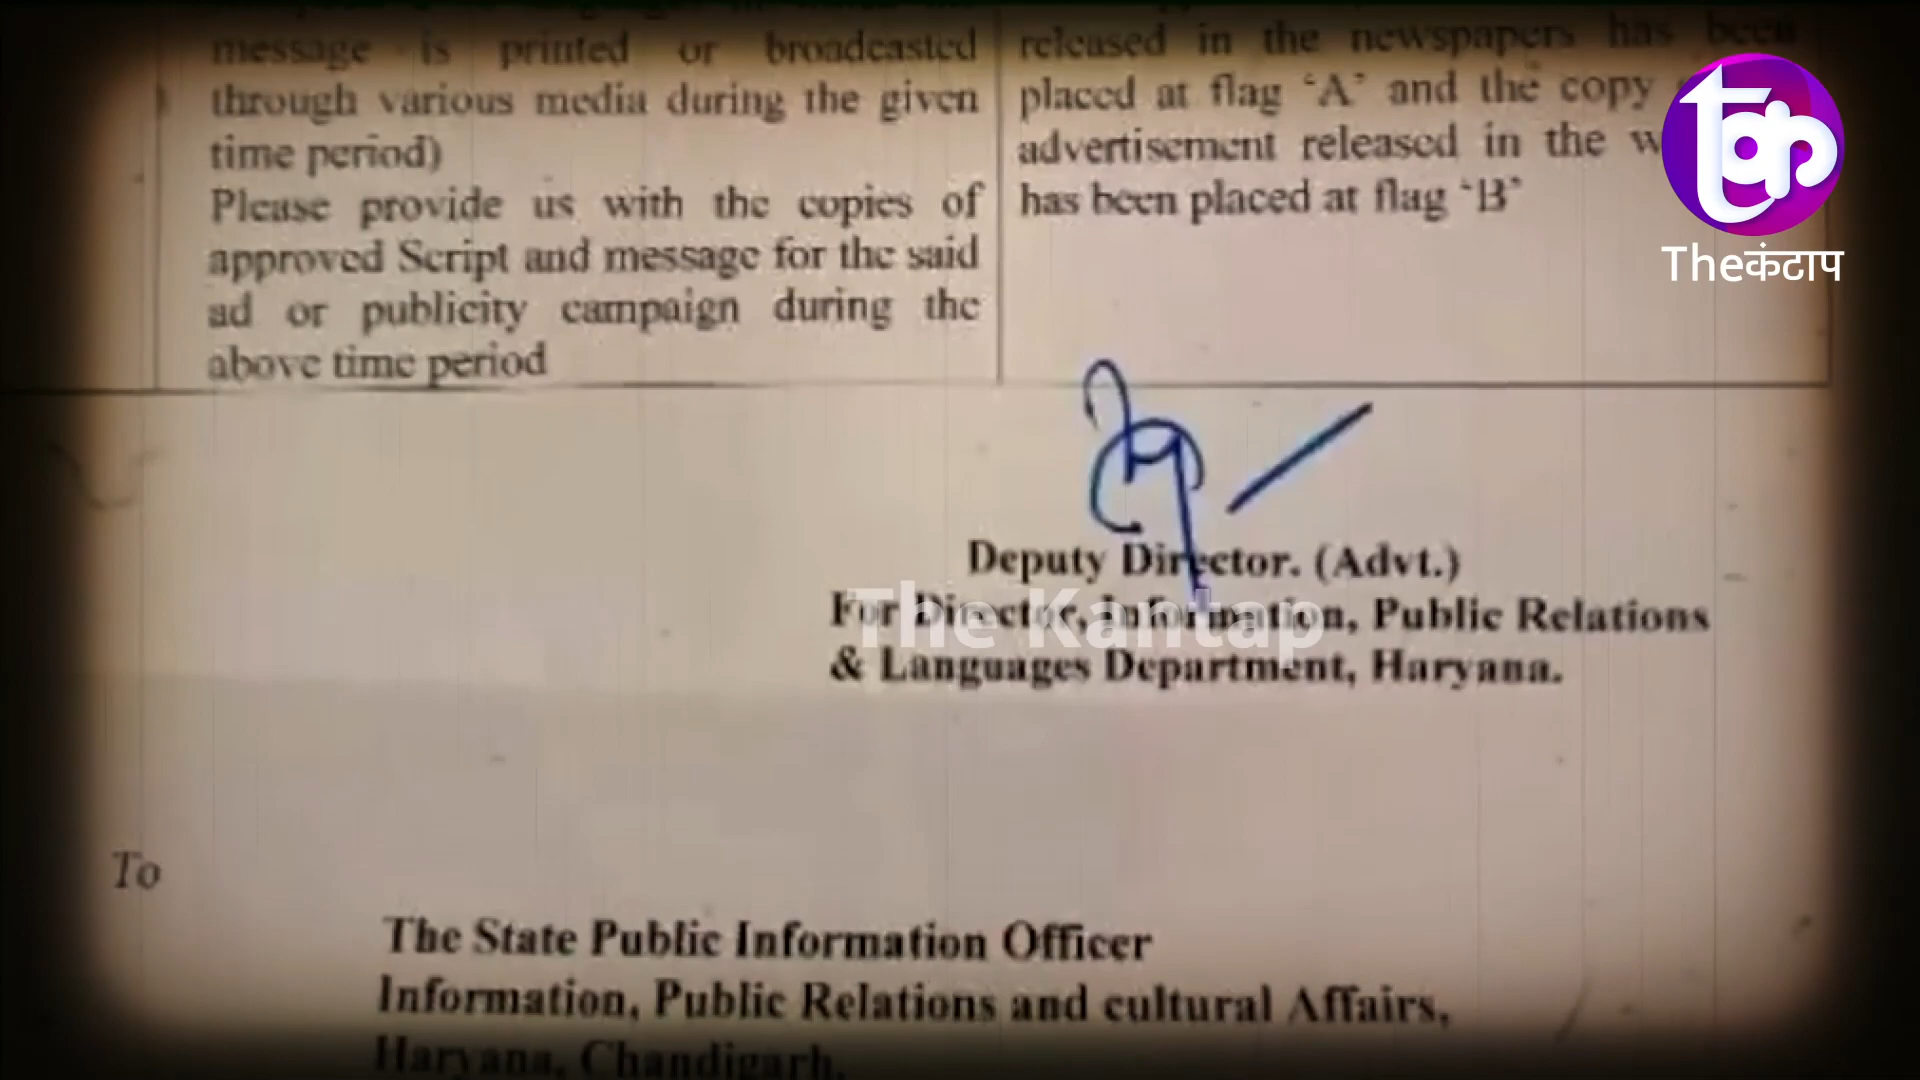 message is printed or broadcasted
through various media during the given
time period)
Please provide us with the copies of
approved Script and message for the said
ad or publicity campaign during the
above time period
released in the newspapers has been
placed at flag ‘A’ and the copy
advertisement released in the
has been placed at flag ‘B’
top
Theकंटाप
Deputy Director. (Advt.)
For Director, Information, Public Relations
& Languages Department, Haryana.
The Kantap
To
The State Public Information Officer
Information, Public Relations and cultural Affairs,
Haryana, Chandigarh.